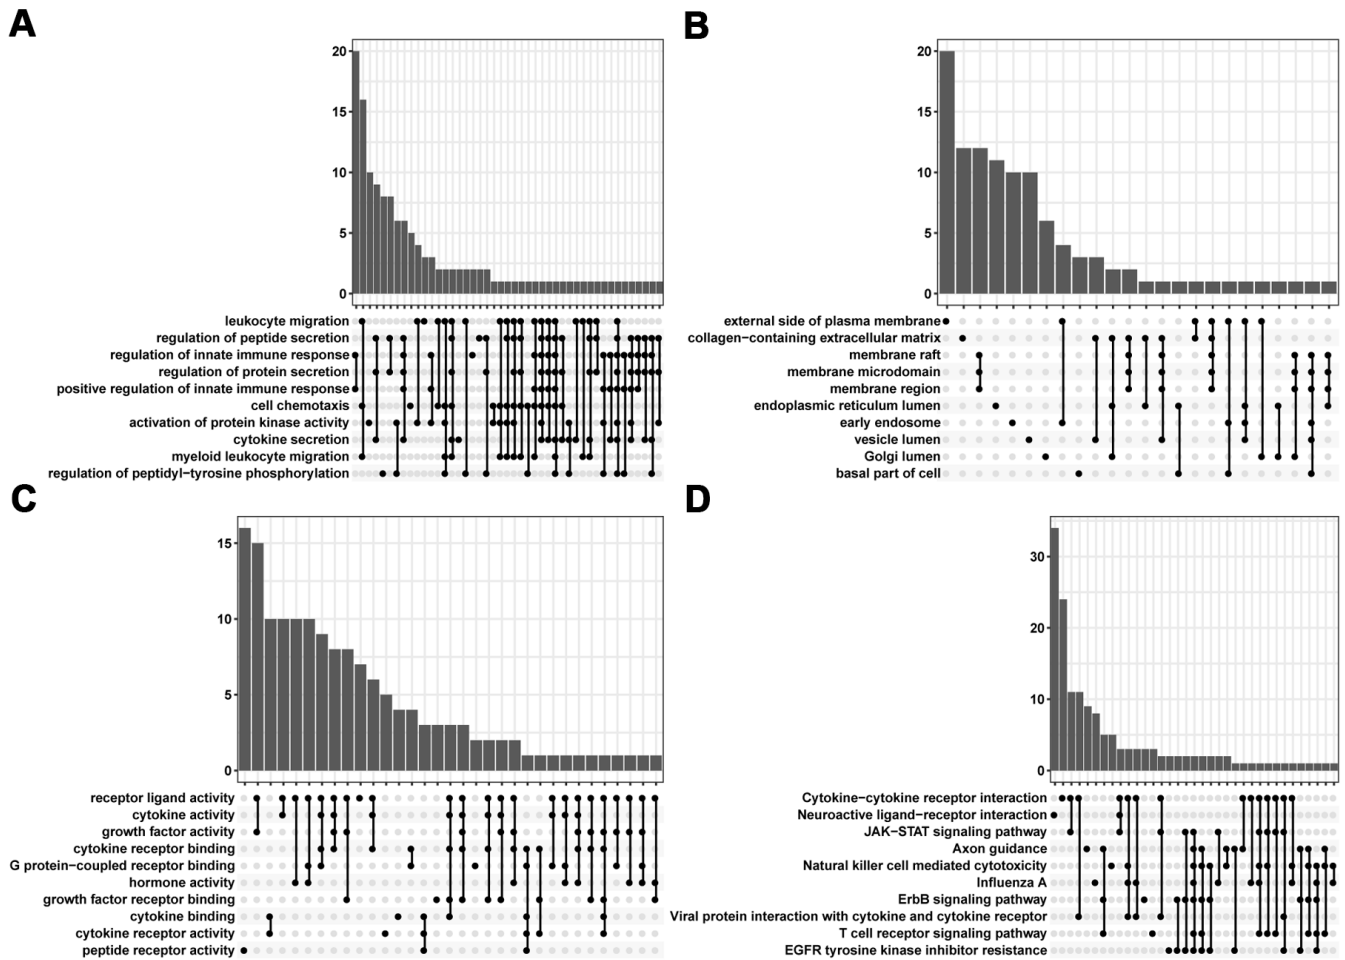 A
20
15
10
5
0
leukocyte migration
regulation of peptide secretion
regulation of innate immune response
regulation of protein secretion
positive regulation of innate immune response
cell chemotaxis
activation of protein kinase activity
cytokine secretion
myeloid leukocyte migration
regulation of peptidyl−tyrosine phosphorylation
B
20
15
10
5
0
external side of plasma membrane
collagen−containing extracellular matrix
membrane raft
membrane microdomain
membrane region
endoplasmic reticulum lumen
early endosome
vesicle lumen
Golgi lumen
basal part of cell
C
15
10
5
0
receptor ligand activity
cytokine activity
growth factor activity
cytokine receptor binding
G protein−coupled receptor binding
hormone activity
growth factor receptor binding
cytokine binding
cytokine receptor activity
peptide receptor activity
D
30
20
10
0
Cytokine−cytokine receptor interaction
Neuroactive ligand−receptor interaction
JAK−STAT signaling pathway
Axon guidance
Natural killer cell mediated cytotoxicity
Influenza A
ErbB signaling pathway
Viral protein interaction with cytokine and cytokine receptor
T cell receptor signaling pathway
EGFR tyrosine kinase inhibitor resistance